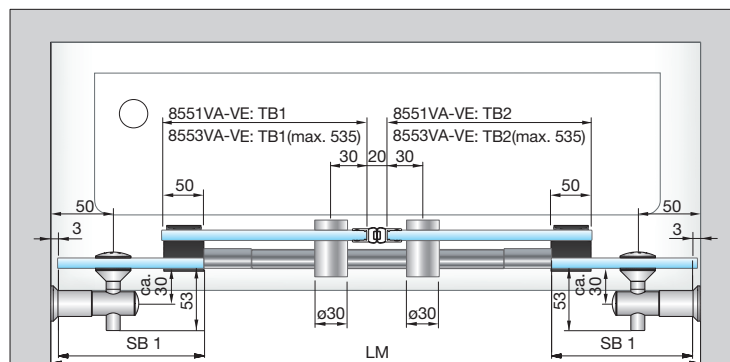 8551VA-VE: TB1 8551VA-VE: TB2
8553VA-VE: TB1(max. 535) 8553VA-VE: TB2(max. 535)
30 20 30
50 50
50 50
3 3
ca. 30 ca. 30
53 53
ø30 ø30
SB 1 SB 1
LM